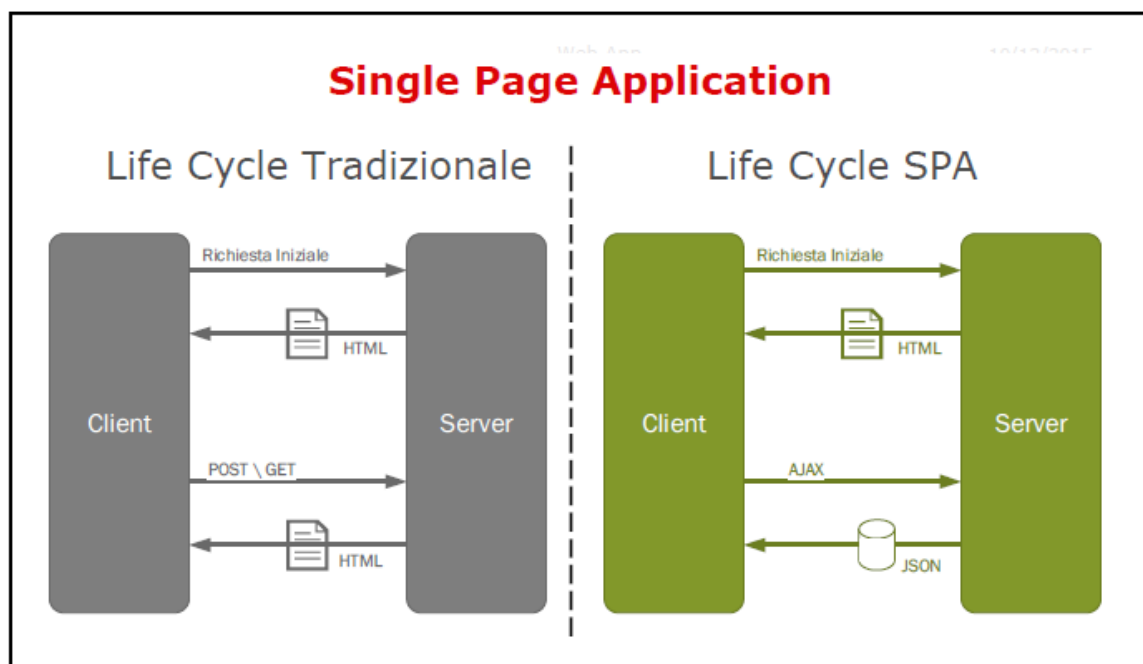 Single Page Application
Life Cycle Tradizionale
Life Cycle SPA
Richiesta Iniziale
HTML
Client
Server
POST \ GET
HTML
Richiesta Iniziale
HTML
Client
Server
AJAX
JSON